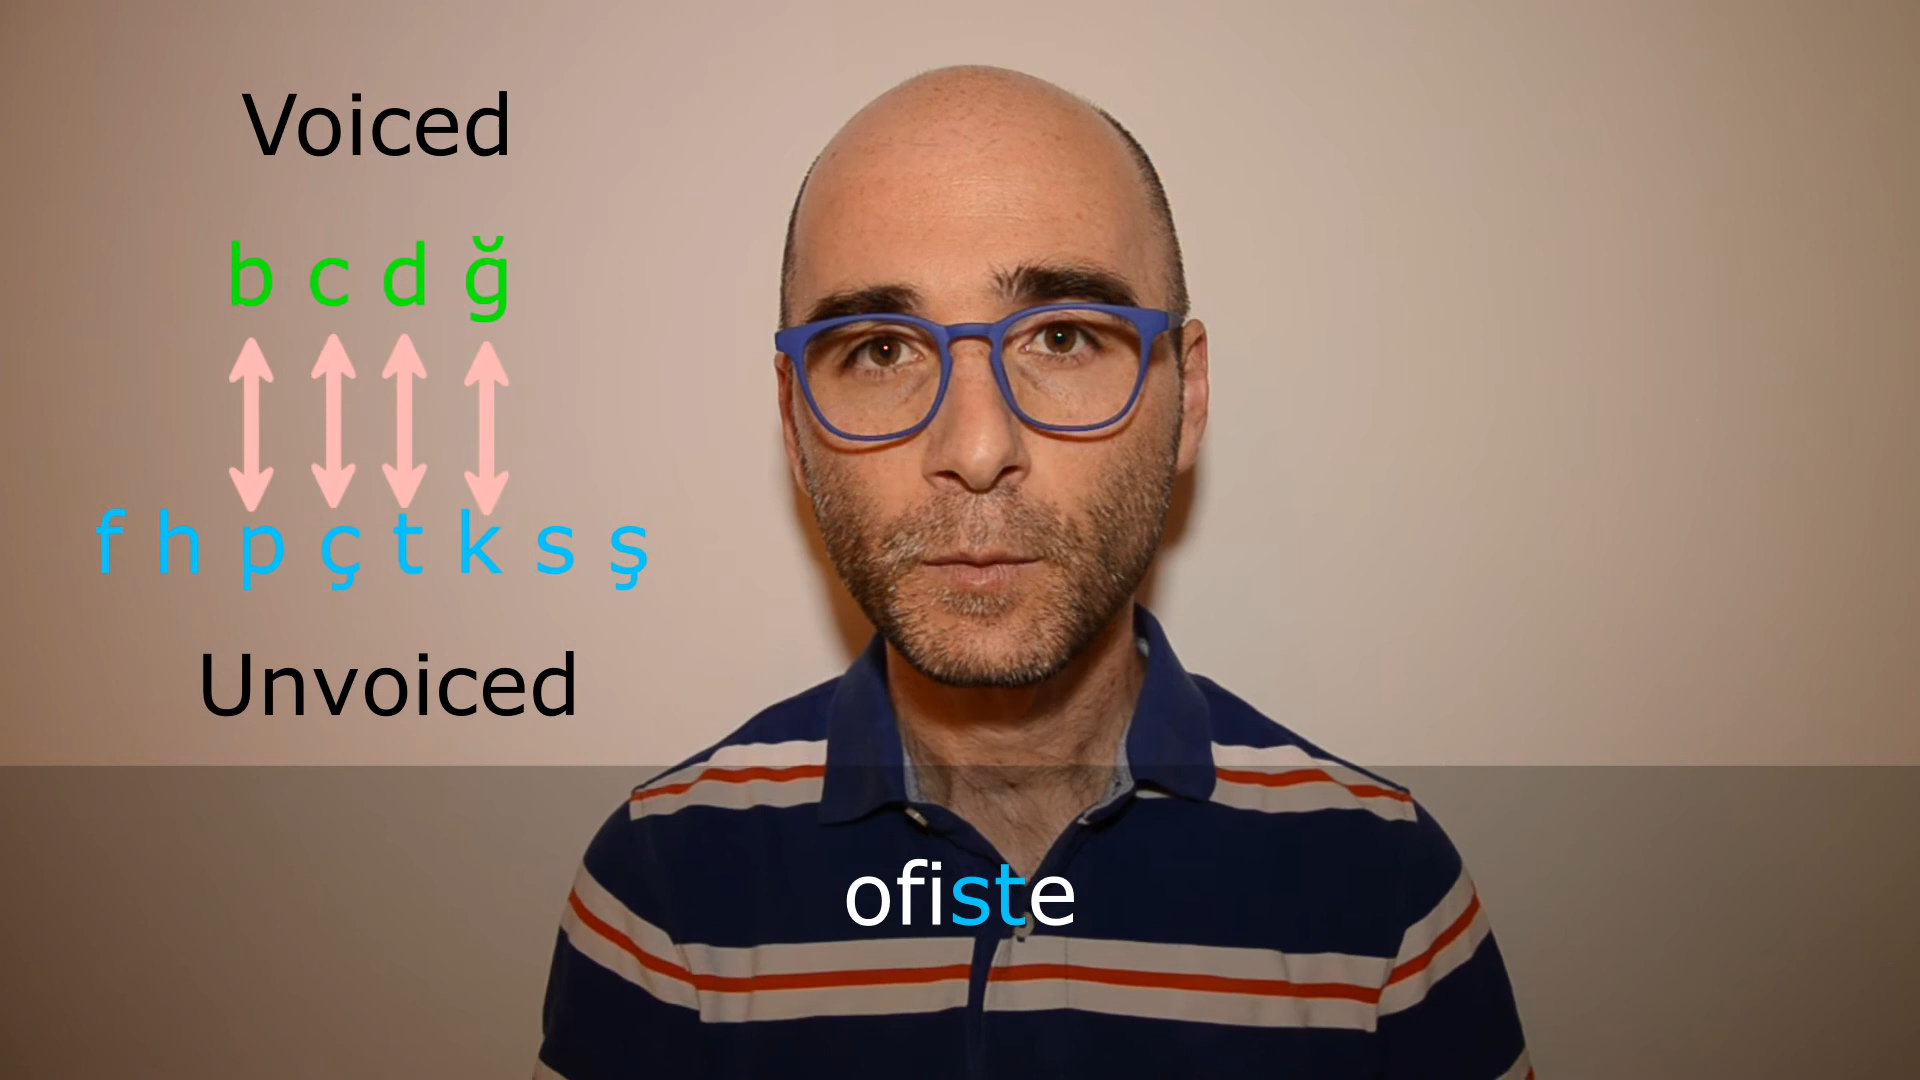 Voiced
b c d ğ
f h p ç t k s ş
Unvoiced
ofiste